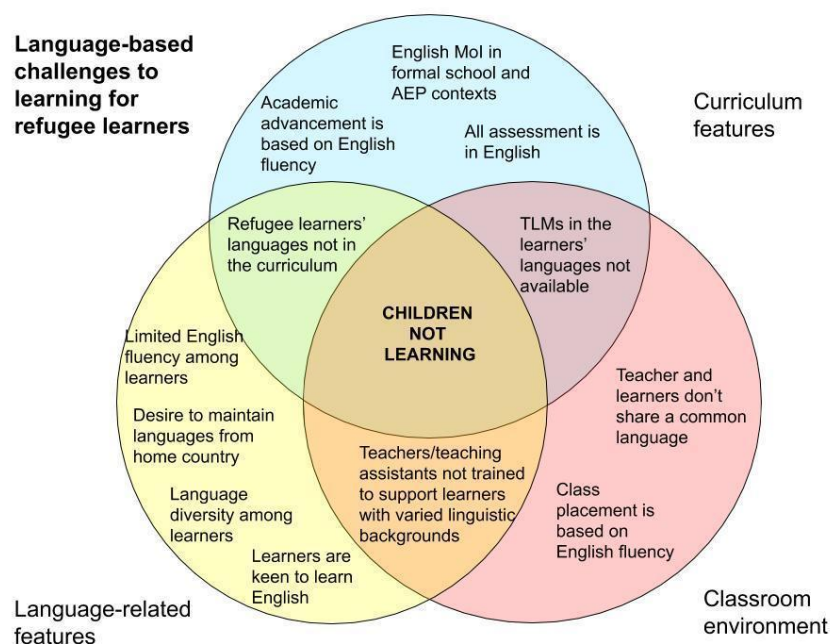 Language-based
challenges to
learning for
refugee learners
English MoI in
formal school and
AEP contexts
Curriculum
features
Academic
advancement is
based on English
fluency
All assessment is
in English
Refugee learners’
languages not in
the curriculum
TLMs in the
learners’
languages not
available
CHILDREN
NOT
LEARNING
Limited English
fluency among
learners
Desire to maintain
languages from
home country
Language
diversity among
learners
Learners are
keen to learn
English
Teachers/teaching
assistants not trained
to support learners
with varied linguistic
backgrounds
Teacher and
learners don’t
share a common
language
Class
placement is
based on
English fluency
Language-related
features
Classroom
environment